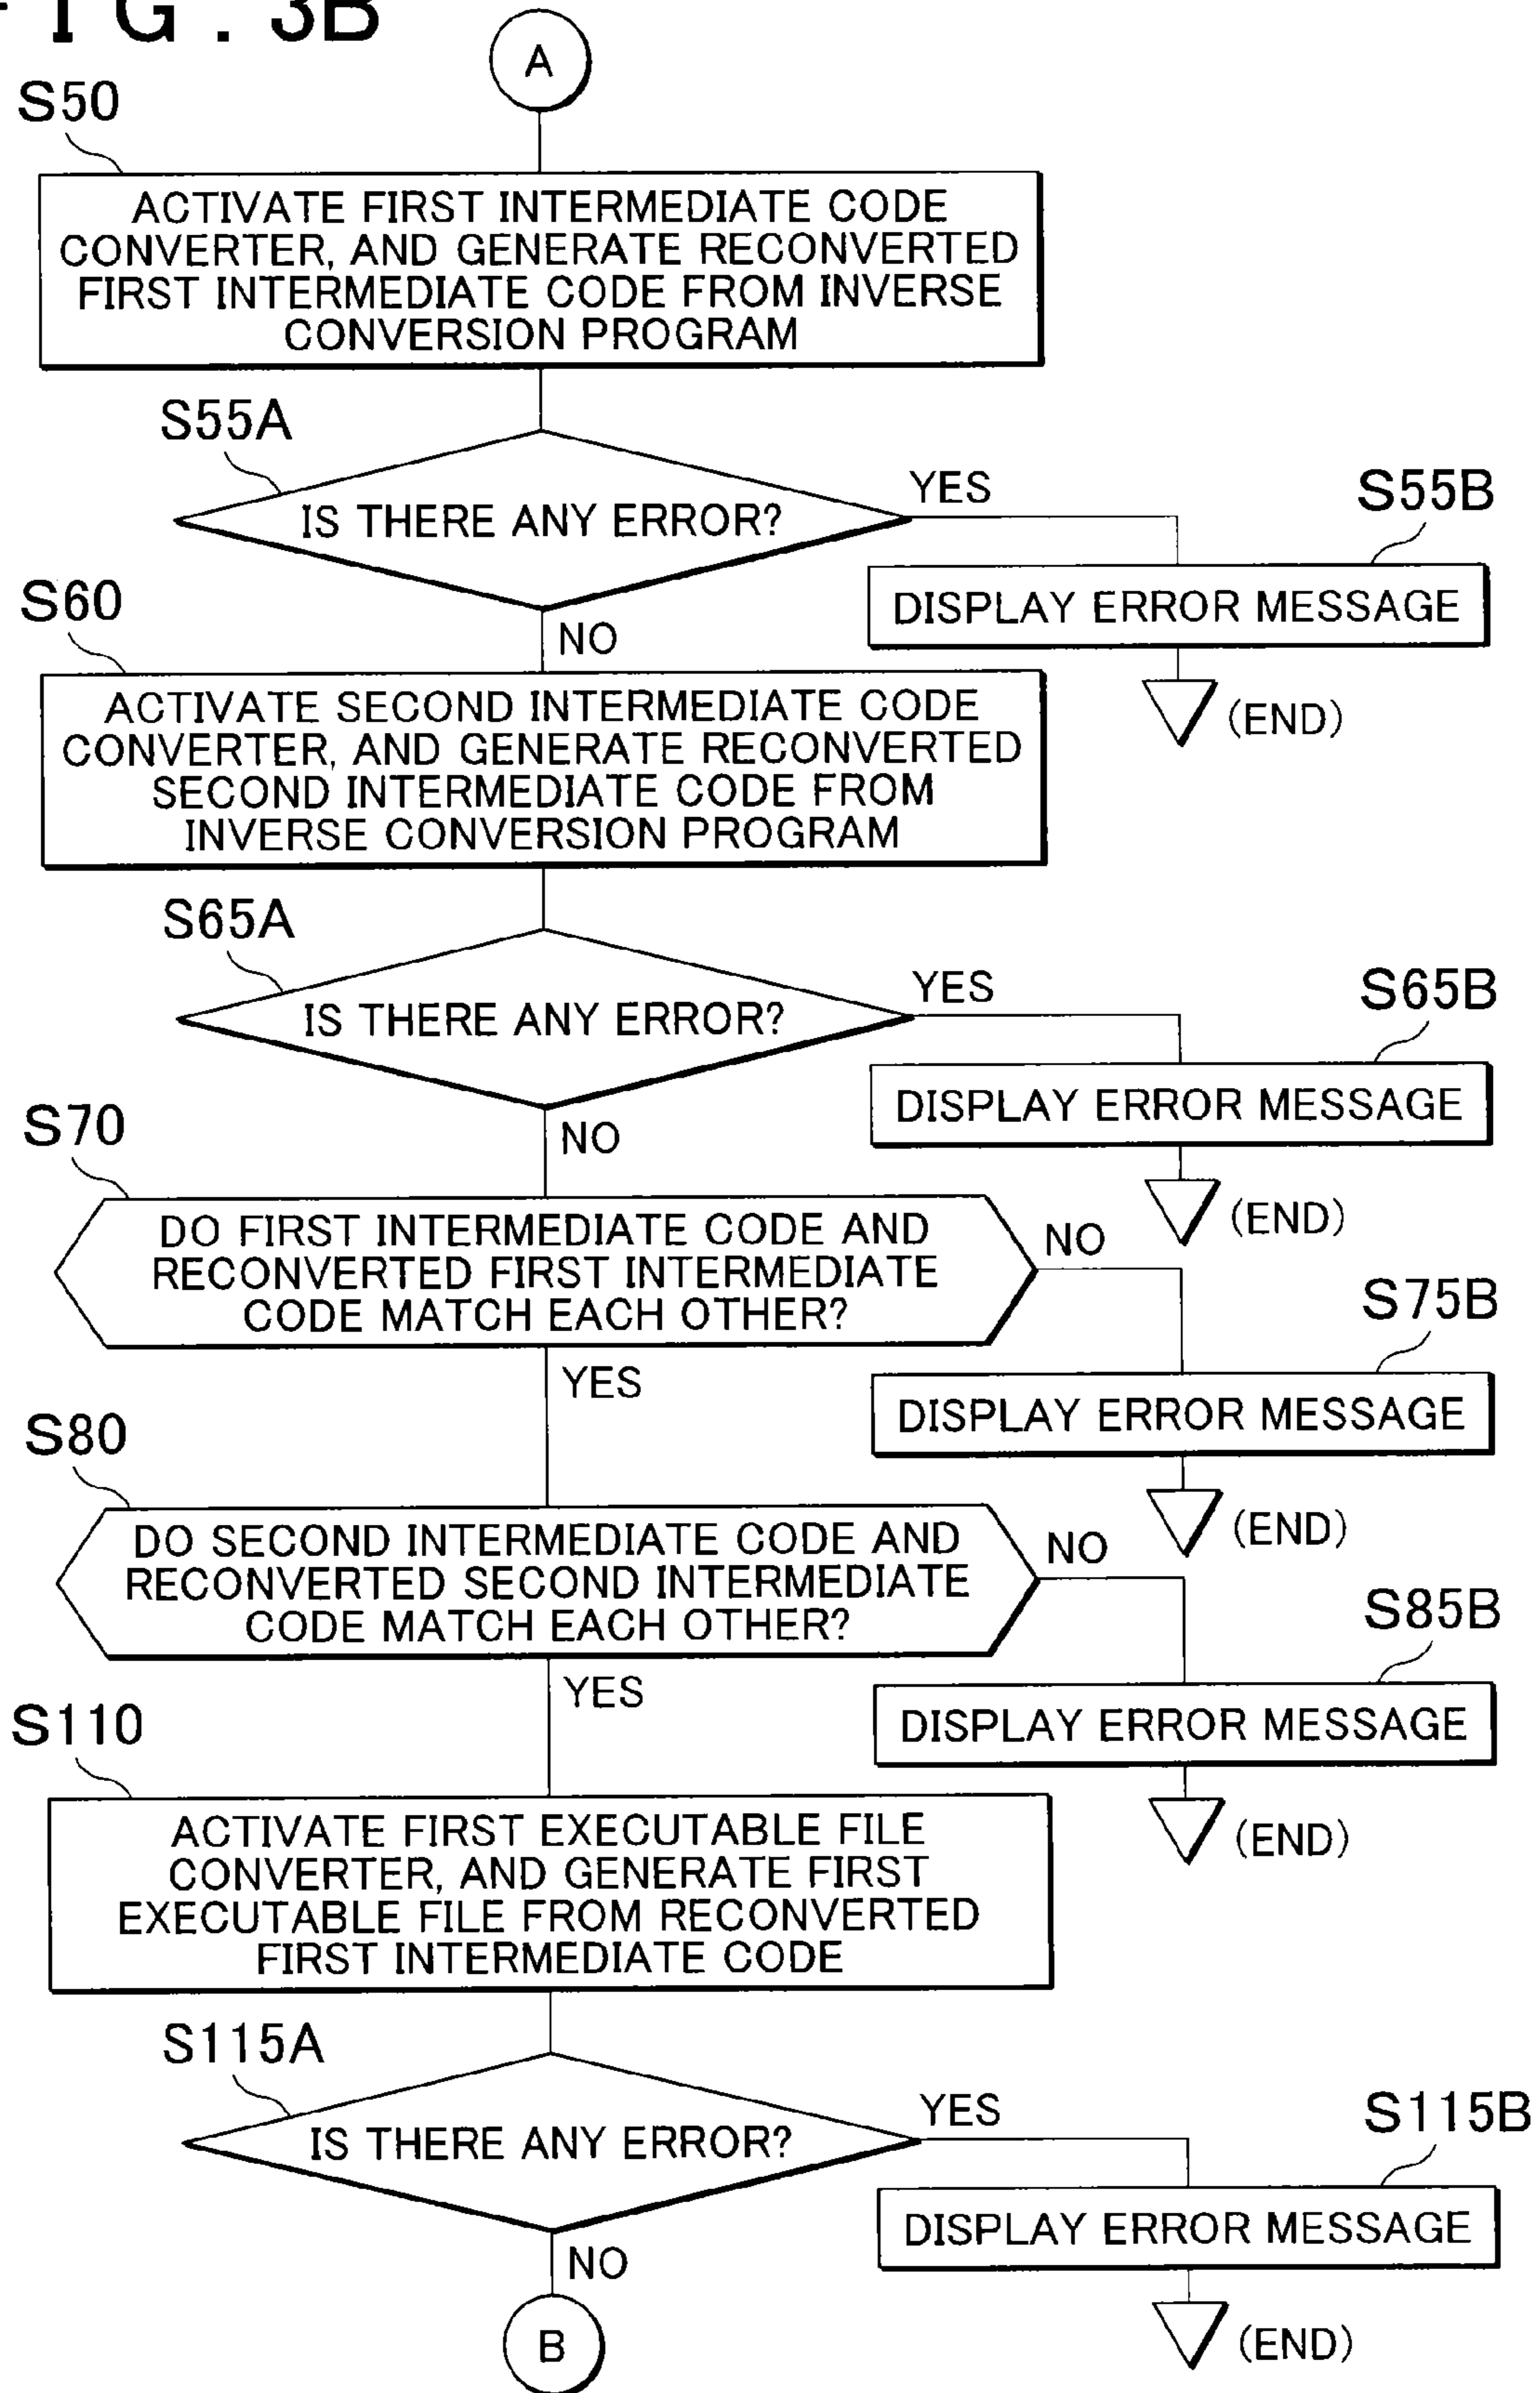 FIG. 3B
A
S50
ACTIVATE FIRST INTERMEDIATE CODE
CONVERTER, AND GENERATE RECONVERTED
FIRST INTERMEDIATE CODE FROM INVERSE
CONVERSION PROGRAM
S55A
IS THERE ANY ERROR?
YES
S55B
DISPLAY ERROR MESSAGE
(END)
NO
S60
ACTIVATE SECOND INTERMEDIATE CODE
CONVERTER, AND GENERATE RECONVERTED
SECOND INTERMEDIATE CODE FROM
INVERSE CONVERSION PROGRAM
S65A
IS THERE ANY ERROR?
YES
S65B
DISPLAY ERROR MESSAGE
(END)
NO
S70
DO FIRST INTERMEDIATE CODE AND
RECONVERTED FIRST INTERMEDIATE
CODE MATCH EACH OTHER?
NO
S75B
DISPLAY ERROR MESSAGE
(END)
YES
S80
DO SECOND INTERMEDIATE CODE AND
RECONVERTED SECOND INTERMEDIATE
CODE MATCH EACH OTHER?
NO
S85B
DISPLAY ERROR MESSAGE
(END)
YES
S110
ACTIVATE FIRST EXECUTABLE FILE
CONVERTER, AND GENERATE FIRST
EXECUTABLE FILE FROM RECONVERTED
FIRST INTERMEDIATE CODE
S115A
IS THERE ANY ERROR?
YES
S115B
DISPLAY ERROR MESSAGE
(END)
NO
B